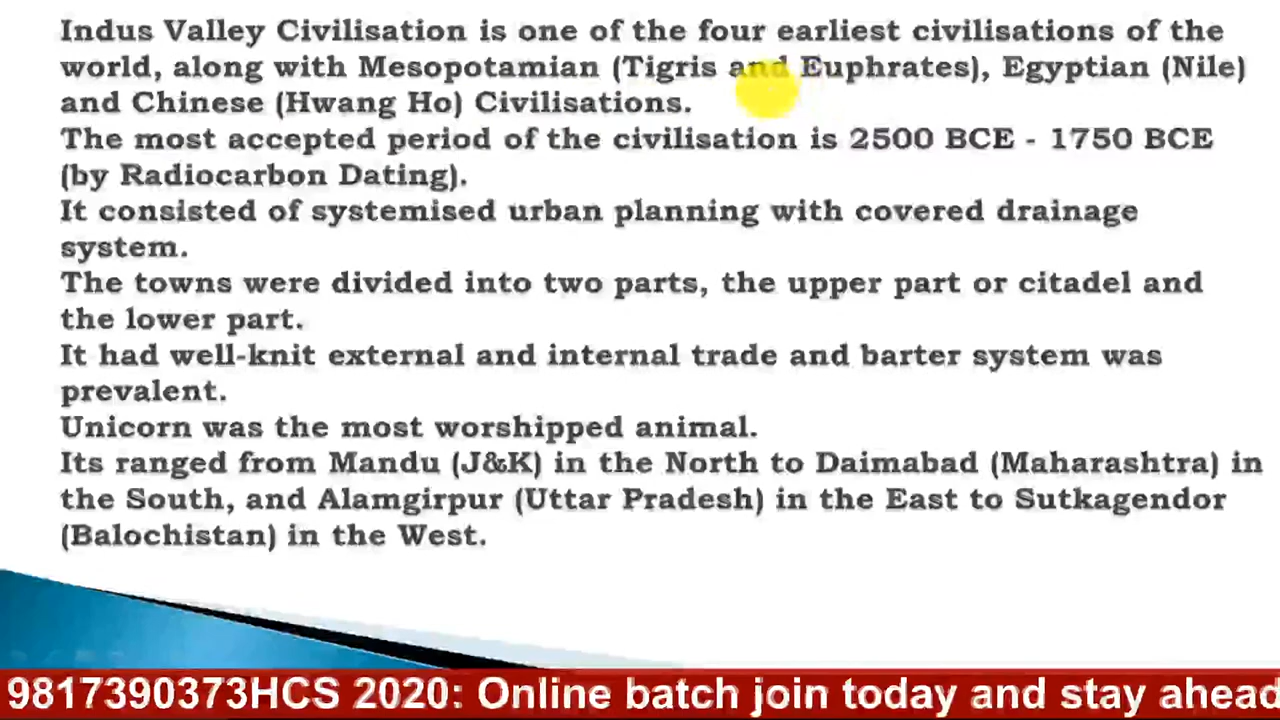 Indus Valley Civilisation is one of the four earliest civilisations of the
world, along with Mesopotamian (Tigris and Euphrates), Egyptian (Nile)
and Chinese (Hwang Ho) Civilisations.
The most accepted period of the civilisation is 2500 BCE - 1750 BCE
(by Radiocarbon Dating).
It consisted of systemised urban planning with covered drainage
system.
The towns were divided into two parts, the upper part or citadel and
the lower part.
It had well-knit external and internal trade and barter system was
prevalent.
Unicorn was the most worshipped animal.
Its ranged from Mandu (J&K) in the North to Daimabad (Maharashtra) in
the South, and Alamgirpur (Uttar Pradesh) in the East to Sutkagendor
(Balochistan) in the West.
9817390373HCS 2020: Online batch join today and stay ahead